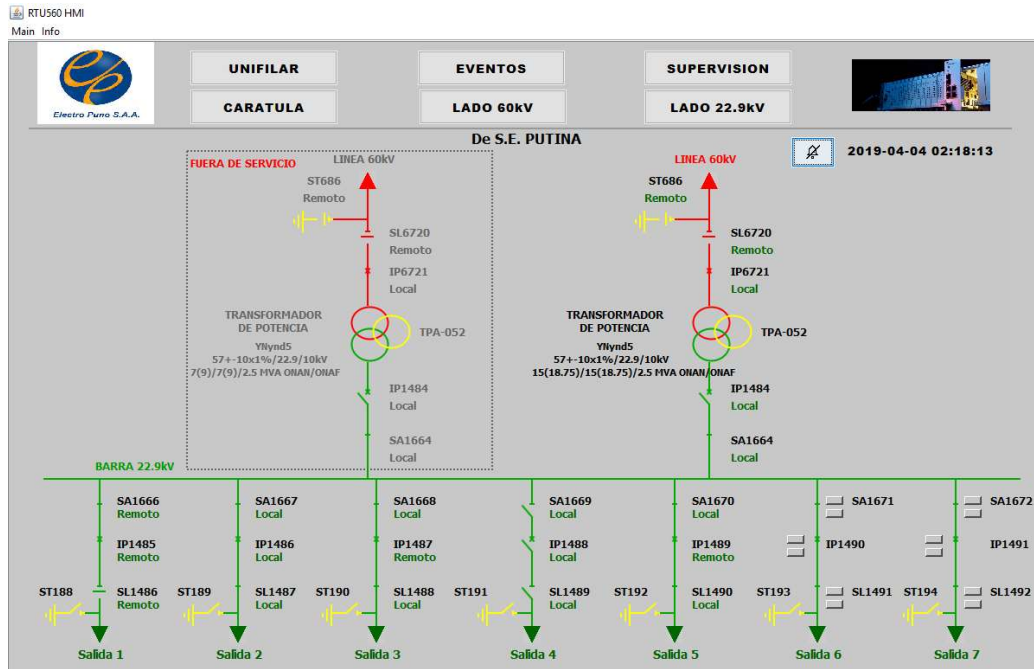 RTU560 HMI
Main Info
Electro Puno S.A.A.
UNIFILAR
EVENTOS
SUPERVISION
CARATULA
LADO 60kV
LADO 22.9kV
De S.E. PUTINA
2019-04-04 02:18:13
FUERA DE SERVICIO
LINEA 60kV
ST686
Remoto
SL6720
Remoto
IP6721
Local
TRANSFORMADOR
DE POTENCIA
TPA-052
YNynd5
57+-10x1%/22.9/10kV
7(9)/7(9)/2.5 MVA ONAN/ONAF
IP1484
Local
SA1664
Local
LINEA 60kV
ST686
Remoto
SL6720
Remoto
IP6721
Local
TRANSFORMADOR
DE POTENCIA
TPA-052
YNynd5
57+-10x1%/22.9/10kV
15(18.75)/15(18.75)/2.5 MVA ONAN/ONAF
IP1484
Local
SA1664
Local
BARRA 22.9kV
SA1666
Remoto
IP1485
Remoto
ST188
SL1486
Remoto
Salida 1
SA1667
Local
IP1486
Local
ST189
SL1487
Local
Salida 2
SA1668
Local
IP1487
Remoto
ST190
SL1488
Local
Salida 3
SA1669
Local
IP1488
Local
ST191
SL1489
Local
Salida 4
SA1670
Local
IP1489
Remoto
ST192
SL1490
Local
Salida 5
SA1671
IP1490
ST193
SL1491
Salida 6
SA1672
IP1491
ST194
SL1492
Salida 7